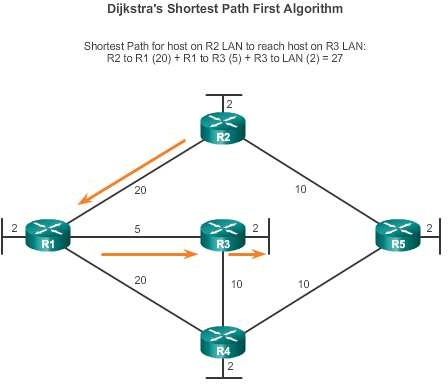 Dijkstra's Shortest Path First Algorithm
Shortest Path for host on R2 LAN to reach host on R3 LAN:
R2 to R1 (20) + R1 to R3 (5) + R3 to LAN (2) = 27
2
R2
20
10
2
5
2
2
R1
R3
R5
20
10
10
R4
2